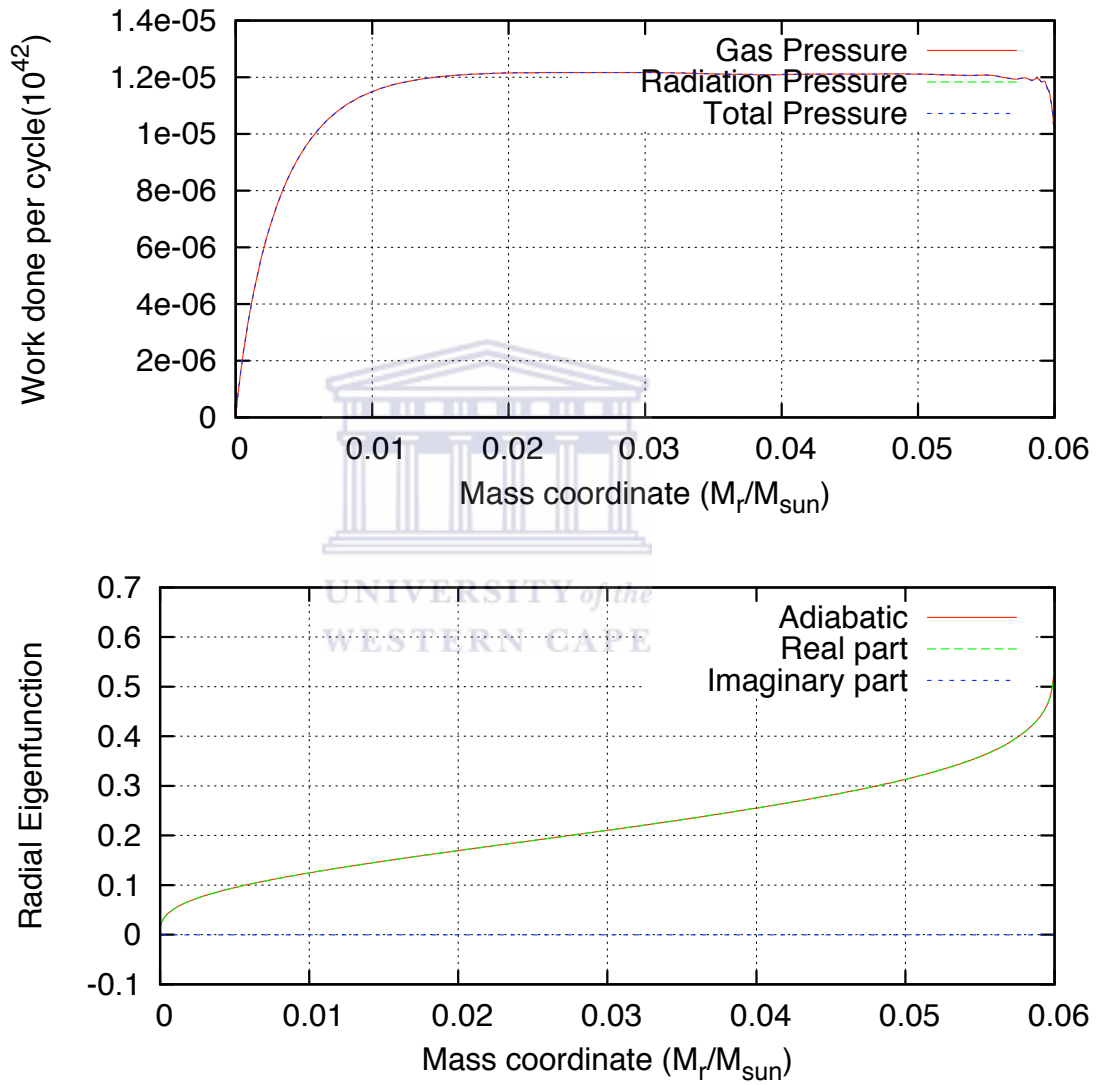 Work done per cycle(10^42)
1.4e-05
1.2e-05
1e-05
8e-06
6e-06
4e-06
2e-06
0
Gas Pressure
Radiation Pressure
Total Pressure
0 0.01 0.02 0.03 0.04 0.05 0.06
Mass coordinate (M_r/M_sun)
UNIVERSITY of the
WESTERN CAPE
Radial Eigenfunction
0.7
0.6
0.5
0.4
0.3
0.2
0.1
0
-0.1
Adiabatic
Real part
Imaginary part
0 0.01 0.02 0.03 0.04 0.05 0.06
Mass coordinate (M_r/M_sun)